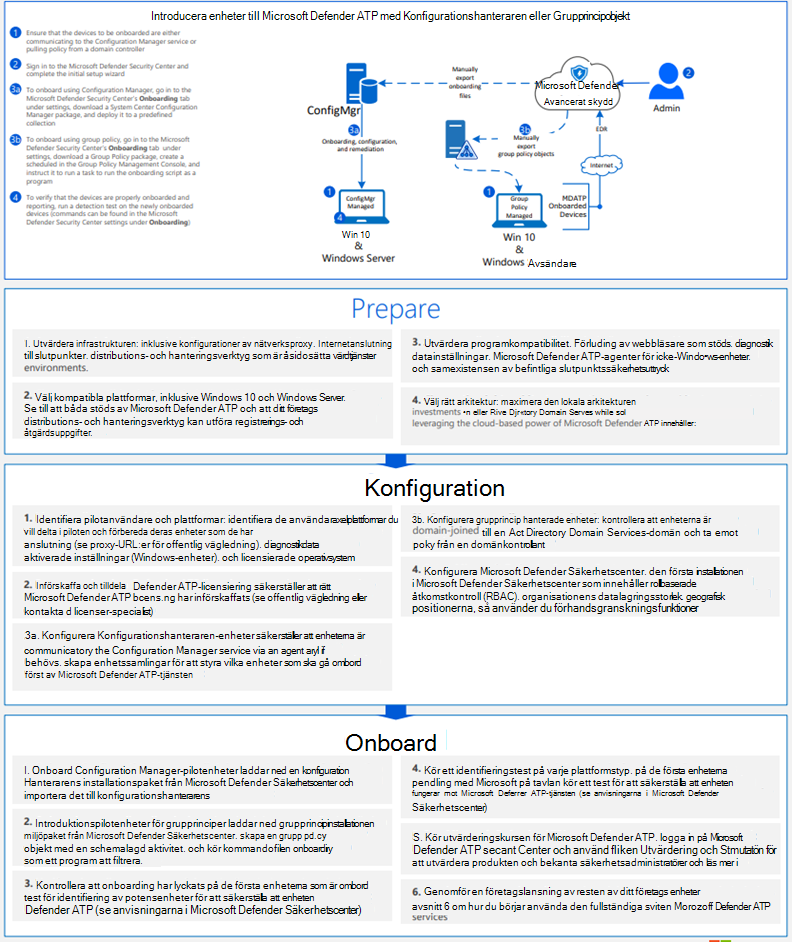 Introducera enheter till Microsoft Defender ATP med Konfigurationshanteraren eller Grupprincipobjekt
1 Ensure that the devices to be onboarded are either
communicating to the Configuration Manager service or
pulling policy from a domain controller
2 Sign in to the Microsoft Defender Security Center and
complete the initial setup wizard
3a To onboard using Configuration Manager, go in to the
Microsoft Defender Security Center's Onboarding tab
under settings, download a System Center Configuration
Manager package, and deploy it to a predefined
collection
3b To onboard using group policy, go in to the Microsoft
Defender Security Center's Onboarding tab under
settings, download a Group Policy package, create a
scheduled in the Group Policy Management Console, and
instruct it to run a task to run the onboarding script as a
program
4 To verify that the devices are properly onboarded and
reporting, run a detection test on the newly onboarded
devices (commands can be found in the Microsoft
Defender Security Center settings under Onboarding)
ConfigMgr
Manually
export
onboarding
files
Microsoft Defender
Avancerat skydd
2
Admin
3a
Onboarding, configuration,
and remediation
3b
Manually
export
group policy objects
EDR
Internet
1
ConfigMgr
Managed
4
Win 10
&
Windows Server
1
Group
Policy
Managed
MDATP
Onboarded
Devices
Win 10
&
Windows Avsändare
Prepare
I. Utvärdera infrastrukturen: inklusive konfigurationer av nätverksproxy. Internetanslutning
till slutpunkter. distributions- och hanteringsverktyg som är åsidosätta värdtjänster
environments.
2. Välj kompatibla plattformar, inklusive Windows 10 och Windows Server.
Se till att båda stöds av Microsoft Defender ATP och att ditt företags
distributions- och hanteringsverktyg kan utföra registrerings- och
åtgärdsuppgifter.
3. Utvärdera programkompatibilitet. Förluding av webbläsare som stöds. diagnostik
datainställningar. Microsoft Defender ATP-agenter för icke-Windo•ws-enheter.
och samexistensen av befintliga slutpunktssäkerhetsuttryck
4. Välj rätt arkitektur: maximera den lokala arkitekturen
investments •n eller Rive Djrxtory Domain Serves while sol
leveraging the cloud-based power of Microsoft Defender ATP innehåller:
Konfiguration
1. Identifiera pilotanvändare och plattformar: identifiera de användaraxelplattformar du
vill delta i piloten och förbereda deras enheter som de har
anslutning (se proxy-URL:er för offentlig vägledning). diagnostikdata
aktiverade inställningar (Windows-enheter). och licensierade operativsystem
2. Införskaffa och tilldela Defender ATP-licensiering säkerställer att rätt
Microsoft Defender ATP bcens.ng har införskaffats (se offentlig vägledning eller
kontakta d licenser-specialist)
3a. Konfigurera Konfigurationshanteraren-enheter säkerställer att enheterna är
communicatory the Configuration Manager service via an agent aryl if
behövs. skapa enhetssamlingar för att styra vilka enheter som ska gå ombord
först av Microsoft Defender ATP-tjänsten
3b. Konfigurera grupprincip hanterade enheter: kontrollera att enheterna är
domain-joined till en Act Directory Domain Services-domän och ta emot
poky från en domänkontrollant
4. Konfigurera Microsoft Defender Säkerhetscenter. den första installationen
i Microsoft Defender Säkerhetscenter som innehåller rollbaserade
åtkomstkontroll (RBAC). organisationens datalagringsstorlek. geografisk
positionerna, så använder du förhandsgranskningsfunktioner
Onboard
I. Onboard Configuration Manager-pilotenheter laddar ned en konfiguration
Hanterarens installationspaket från Microsoft Defender Säkerhetscenter och
importera det till konfigurationshanterarens
2. Introduktionspilotenheter för grupprinciper laddar ned grupprincipinstallationen
miljöpaket från Microsoft Defender Säkerhetscenter. skapa en grupp pd.cy
objekt med en schemalagd aktivitet. och kör kommandofilen onboardiry
som ett program att filtrera.
3. Kontrollera att onboarding har lyckats på de första enheterna som är ombord
test för identifiering av potensenheter för att säkerställa att enheten
Defender ATP (se anvisningarna i Microsoft Defender Säkerhetscenter)
4. Kör ett identifieringstest på varje plattformstyp. på de första enheterna
pendling med Microsoft på tavlan kör ett test för att säkerställa att enheten
fungerar mot Microsoft Deferrer ATP-tjänsten (se anvisningarna i Microsoft Defender
Säkerhetscenter)
S. Kör utvärderingskursen för Microsoft Defender ATP. logga in på Microsoft
Defender ATP secant Center och använd fliken Utvärdering och Stmutatön för
att utvärdera produkten och bekanta säkerhetsadministratörer och läs mer i
6. Genomför en företagslansning av resten av ditt företags enheter
avsnitt 6 om hur du börjar använda den fullständiga sviten Morozoff Defender ATP
services